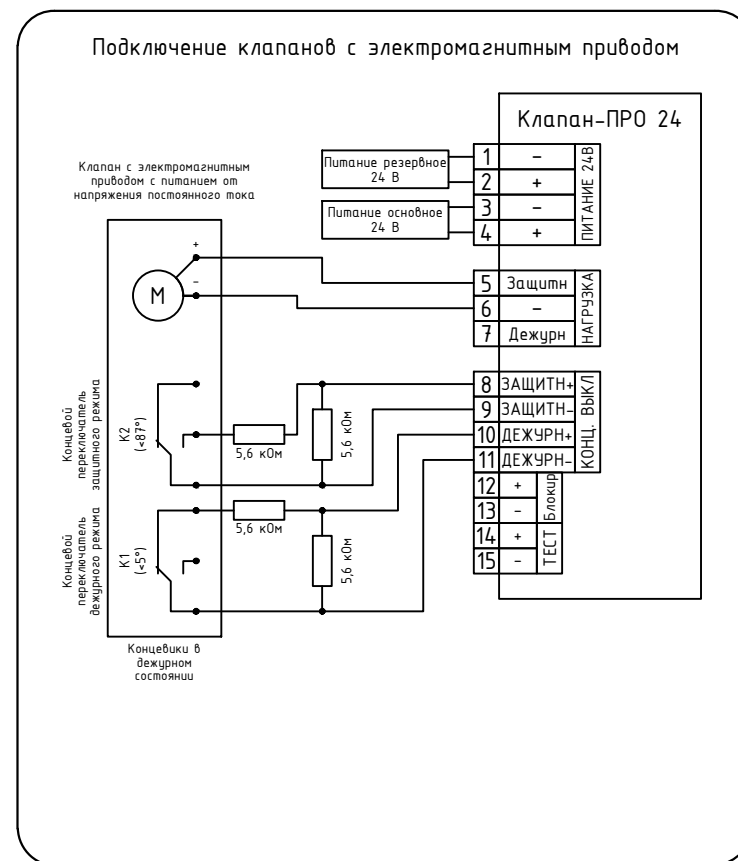 Подключение клапанов с электромагнитным приводом
Клапан-ПРО 24
Клапан с электромагнитным
приводом с питанием от
напряжения постоянного тока
Питание резервное
24 В
Питание основное
24 В
1 -
2 +
3 -
4 +
ПИТАНИЕ 24В
+
-
М
5 Защитн
6 -
7 Дежурн
НАГРУЗКА
8 ЗАЩИТН+
9 ЗАЩИТН-
10 ДЕЖУРН+
11 ДЕЖУРН-
КОНЦ. ВЫКЛ
12 +
13 -
Блокир
14 +
15 -
ТЕСТ
Концевой
переключатель
защитного режима
К2
(<87°)
5,6 кОм
5,6 кОм
Концевой
переключатель
дежурного режима
К1
(<5°)
5,6 кОм
5,6 кОм
Концевики в
дежурном
состоянии